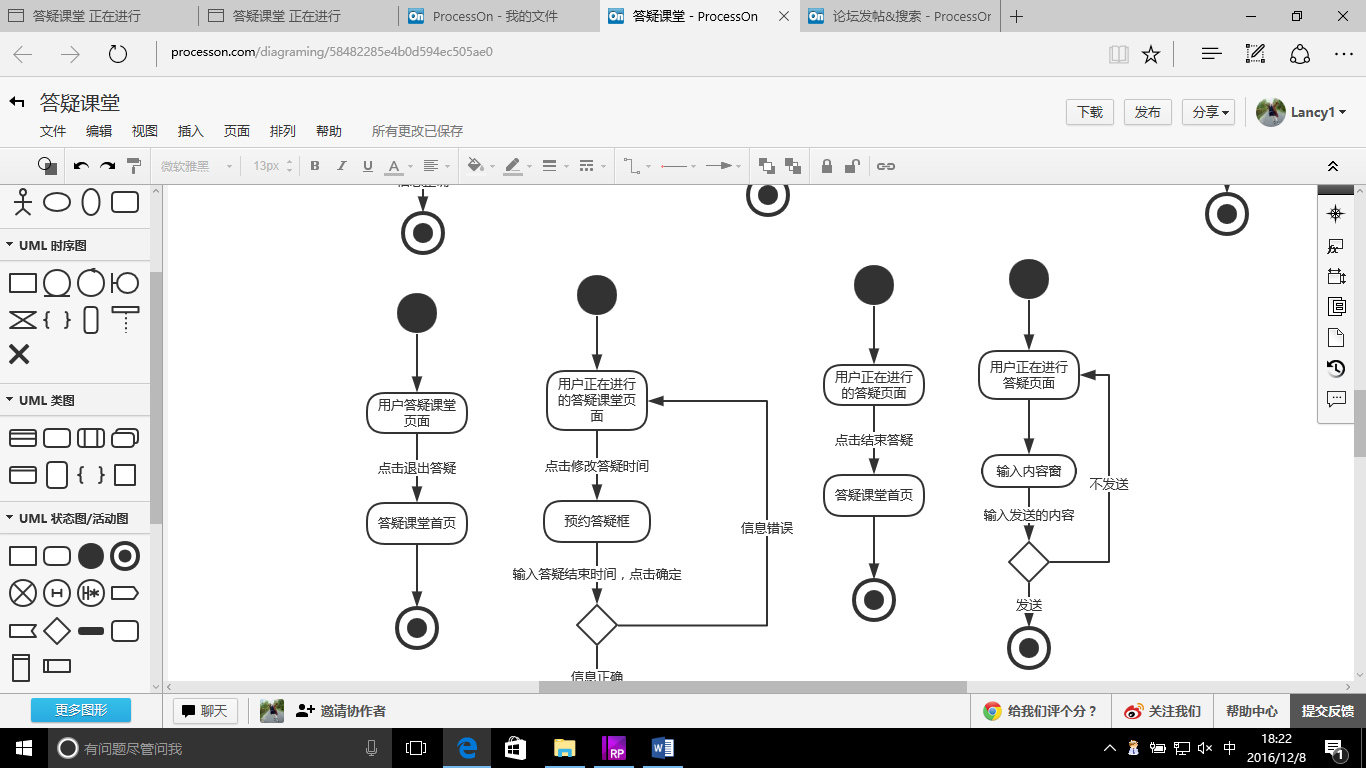 答疑课堂 正在进行
答疑课堂 正在进行
On ProcessOn - 我的文件
On 答疑课堂 - ProcessOn
On 论坛发帖&搜索 - ProcessOn
processon.com/diagraming/58482285e4b0d594ec505ae0
答疑课堂
文件 编辑 视图 插入 页面 排列 帮助 所有更改已保存
下载 发布 分享 Lancy1
微软雅黑 13px B I U A
UML 时序图
UML 类图
UML 状态图/活动图
H
H*
更多图形
信息正确
用户答疑课堂
页面
点击退出答疑
答疑课堂首页
用户正在进行
的答疑课堂页
面
点击修改答疑时间
预约答疑框
输入答疑结束时间，点击确定
信息错误
信息正确
用户正在进行
的答疑页面
点击结束答疑
答疑课堂首页
用户正在进行
答疑页面
输入内容窗
输入发送的内容
不发送
发送
fx
聊天 邀请协作者
给我们评个分？ 关注我们 帮助中心 提交反馈
有问题尽管问我
RP
W
中
18:22
2016/12/8
1